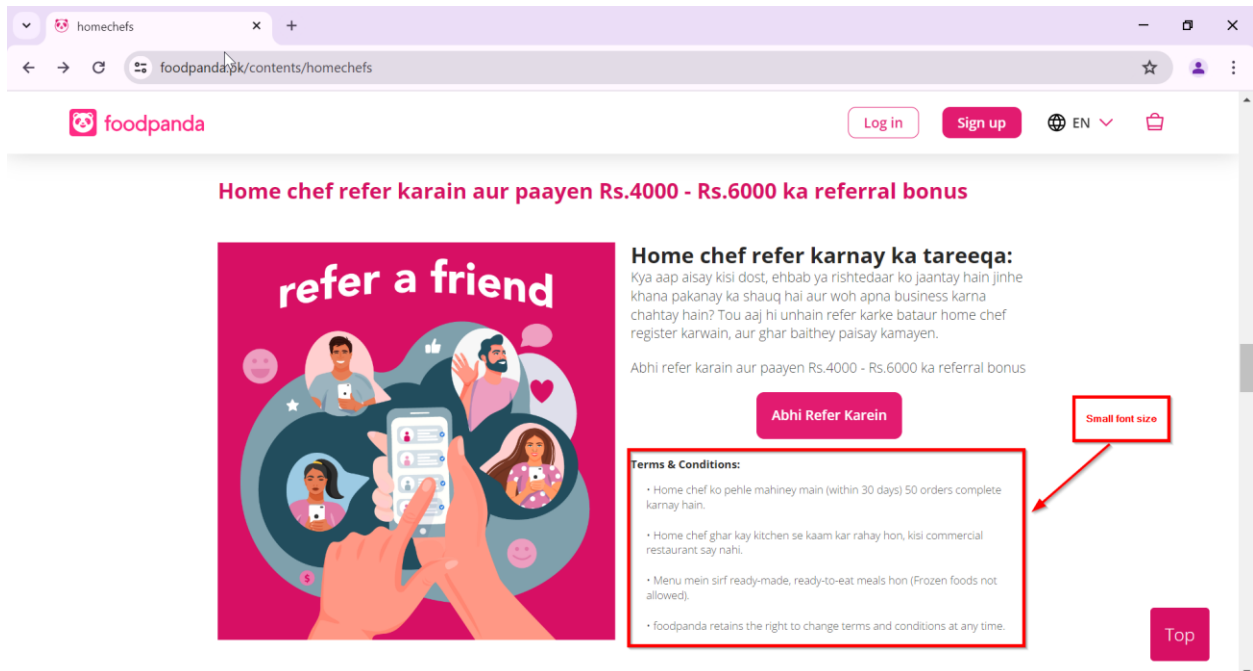 homechefs
foodpanda.pk/contents/homechefs
foodpanda
Log in
Sign up
EN
Home chef refer karain aur paayen Rs.4000 - Rs.6000 ka referral bonus
refer a friend
Home chef refer karnay ka tareeqa:
Kya aap aisay kisi dost, ehbab ya rishtedaar ko jaantay hain jinhe
khana pakanay ka shauq hai aur woh apna business karna
chahtay hain? Tou aaj hi unhain refer karke bataur home chef
register karwain, aur ghar baithey paisay kamayen.
Abhi refer karain aur paayen Rs.4000 - Rs.6000 ka referral bonus
Abhi Refer Karein
Small font size
Terms & Conditions:
• Home chef ko pehle mahiney main (within 30 days) 50 orders complete
karnay hain.
• Home chef ghar kay kitchen se kaam kar rahay hon, kisi commercial
restaurant say nahi.
• Menu mein sirf ready-made, ready-to-eat meals hon (Frozen foods not
allowed).
• foodpanda retains the right to change terms and conditions at any time.
$
Top